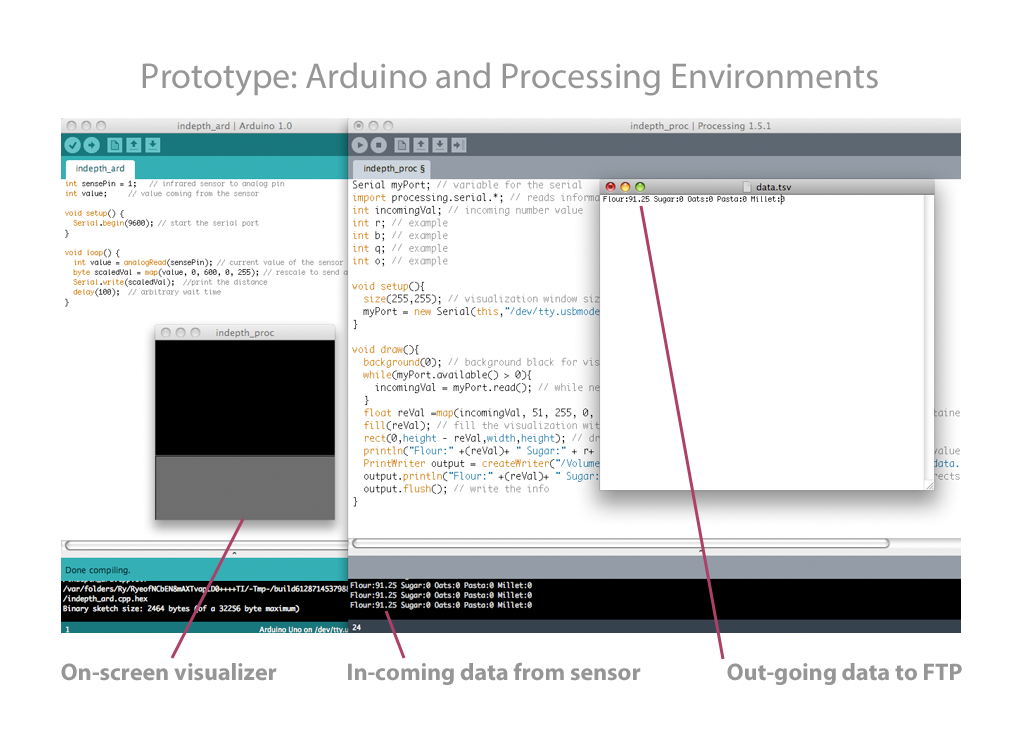 Prototype: Arduino and Processing Environments
indepth_ard | Arduino 1.0
indepth_ard
int sensePin = 1;   // infrared sensor to analog pin
int value;     // value coming from the sensor
void setup() {
  Serial.begin(9600); // start the serial port
}
void loop() {
  int value = analogRead(sensePin); // current value of the sensor
  byte scaledVal = map(value, 0, 600, 0, 255); // rescale to send a
  Serial.write(scaledVal);  //print the distance
  delay(100);  // arbitrary wait time
}
indepth_proc
Done compiling.
/indepth_ard.cpp.hex
Binary sketch size: 2464 bytes (of a 32256 byte maximum)
1
Arduino Uno on /dev/tty.u
indepth_proc | Processing 1.5.1
indepth_proc §
Serial myPort; // variable for the serial
import processing.serial.*; // reads informa
int incomingVal; // incoming number value
int r; // example
int b; // example
int q; // example
int o; // example
void setup(){
  size(255,255); // visualization window siz
  myPort = new Serial(this,"/dev/tty.usbmode
}
void draw(){
  background(0); // background black for vis
  while(myPort.available() > 0){
    incomingVal = myPort.read(); // while ne
  }
  float reVal =map(incomingVal, 51, 255, 0, taine
  fill(reVal); // fill the visualization wit
  rect(0,height - reVal,width,height); // dr
  println("Flour:" +(reVal)+ " Sugar:" + r+ value
  PrintWriter output = createWriter("/Volume data.
  output.println("Flour:" +(reVal)+ " Sugar: rects
  output.flush(); // write the info
}
data.tsv
Flour:91.25 Sugar:0 Oats:0 Pasta:0 Millet:0
Flour:91.25 Sugar:0 Oats:0 Pasta:0 Millet:0
Flour:91.25 Sugar:0 Oats:0 Pasta:0 Millet:0
Flour:91.25 Sugar:0 Oats:0 Pasta:0 Millet:0
24
On-screen visualizer
In-coming data from sensor
Out-going data to FTP